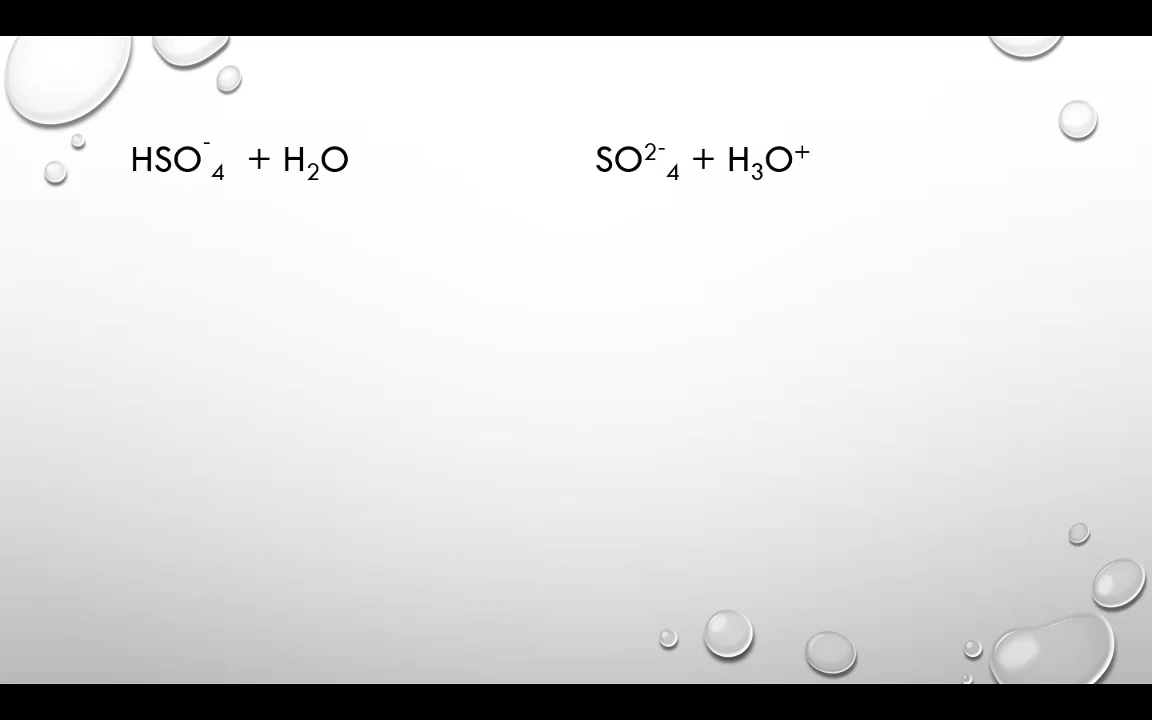 HSO⁻₄ + H₂O SO²⁻₄ + H₃O⁺